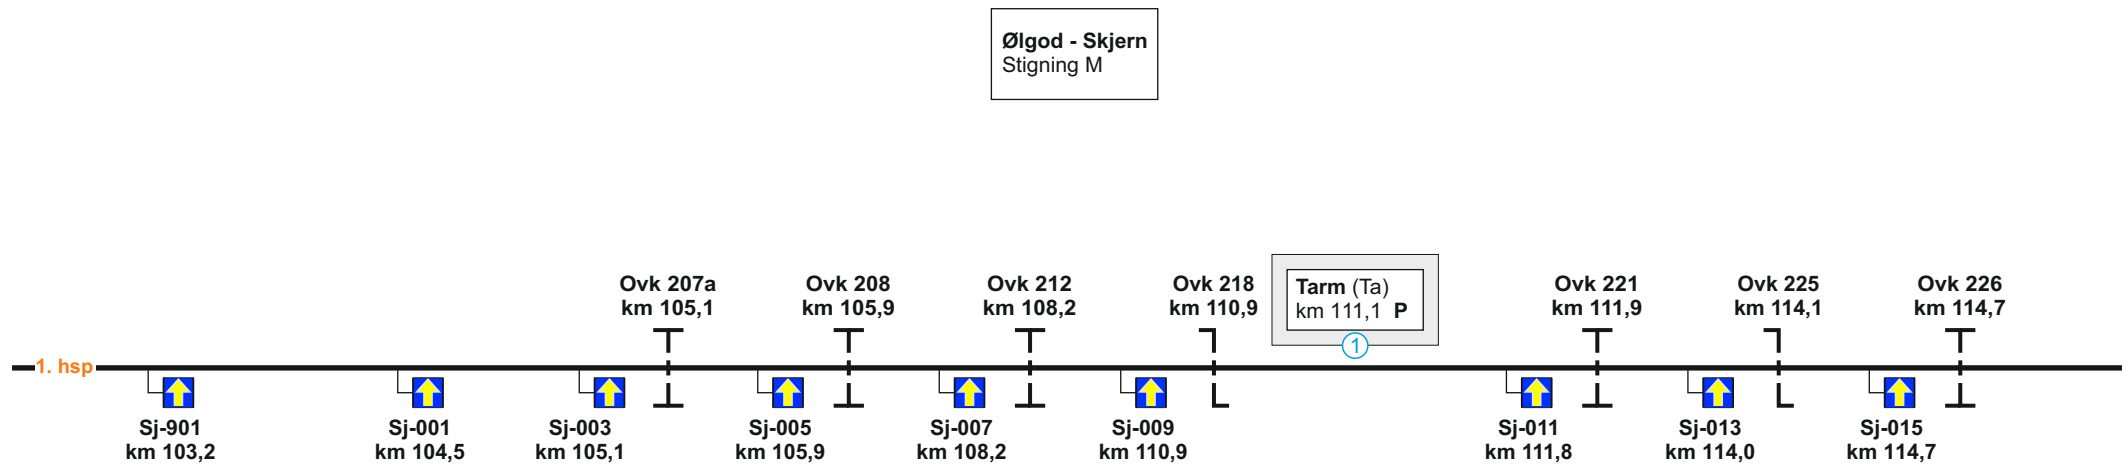 Ølgod - Skjern
Stigning M
Ovk 207a
km 105,1
Ovk 208
km 105,9
Ovk 212
km 108,2
Ovk 218
km 110,9
Tarm (Ta)
km 111,1 P
1
Ovk 221
km 111,9
Ovk 225
km 114,1
Ovk 226
km 114,7
1. hsp
Sj-901
km 103,2
Sj-001
km 104,5
Sj-003
km 105,1
Sj-005
km 105,9
Sj-007
km 108,2
Sj-009
km 110,9
Sj-011
km 111,8
Sj-013
km 114,0
Sj-015
km 114,7